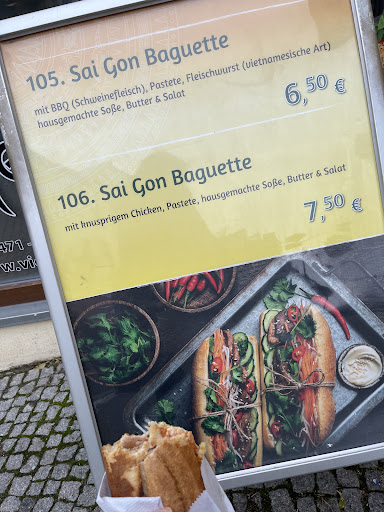 105. Sai Gon Baguette
mit BBQ (Schweinefleisch), Pastete, Fleischwurst (vietnamesische Art)
hausgemachte Soße, Butter & Salat
6,50 €
106. Sai Gon Baguette
mit knusprigem Chicken, Pastete, hausgemachte Soße, Butter & Salat
7,50 €
471 -